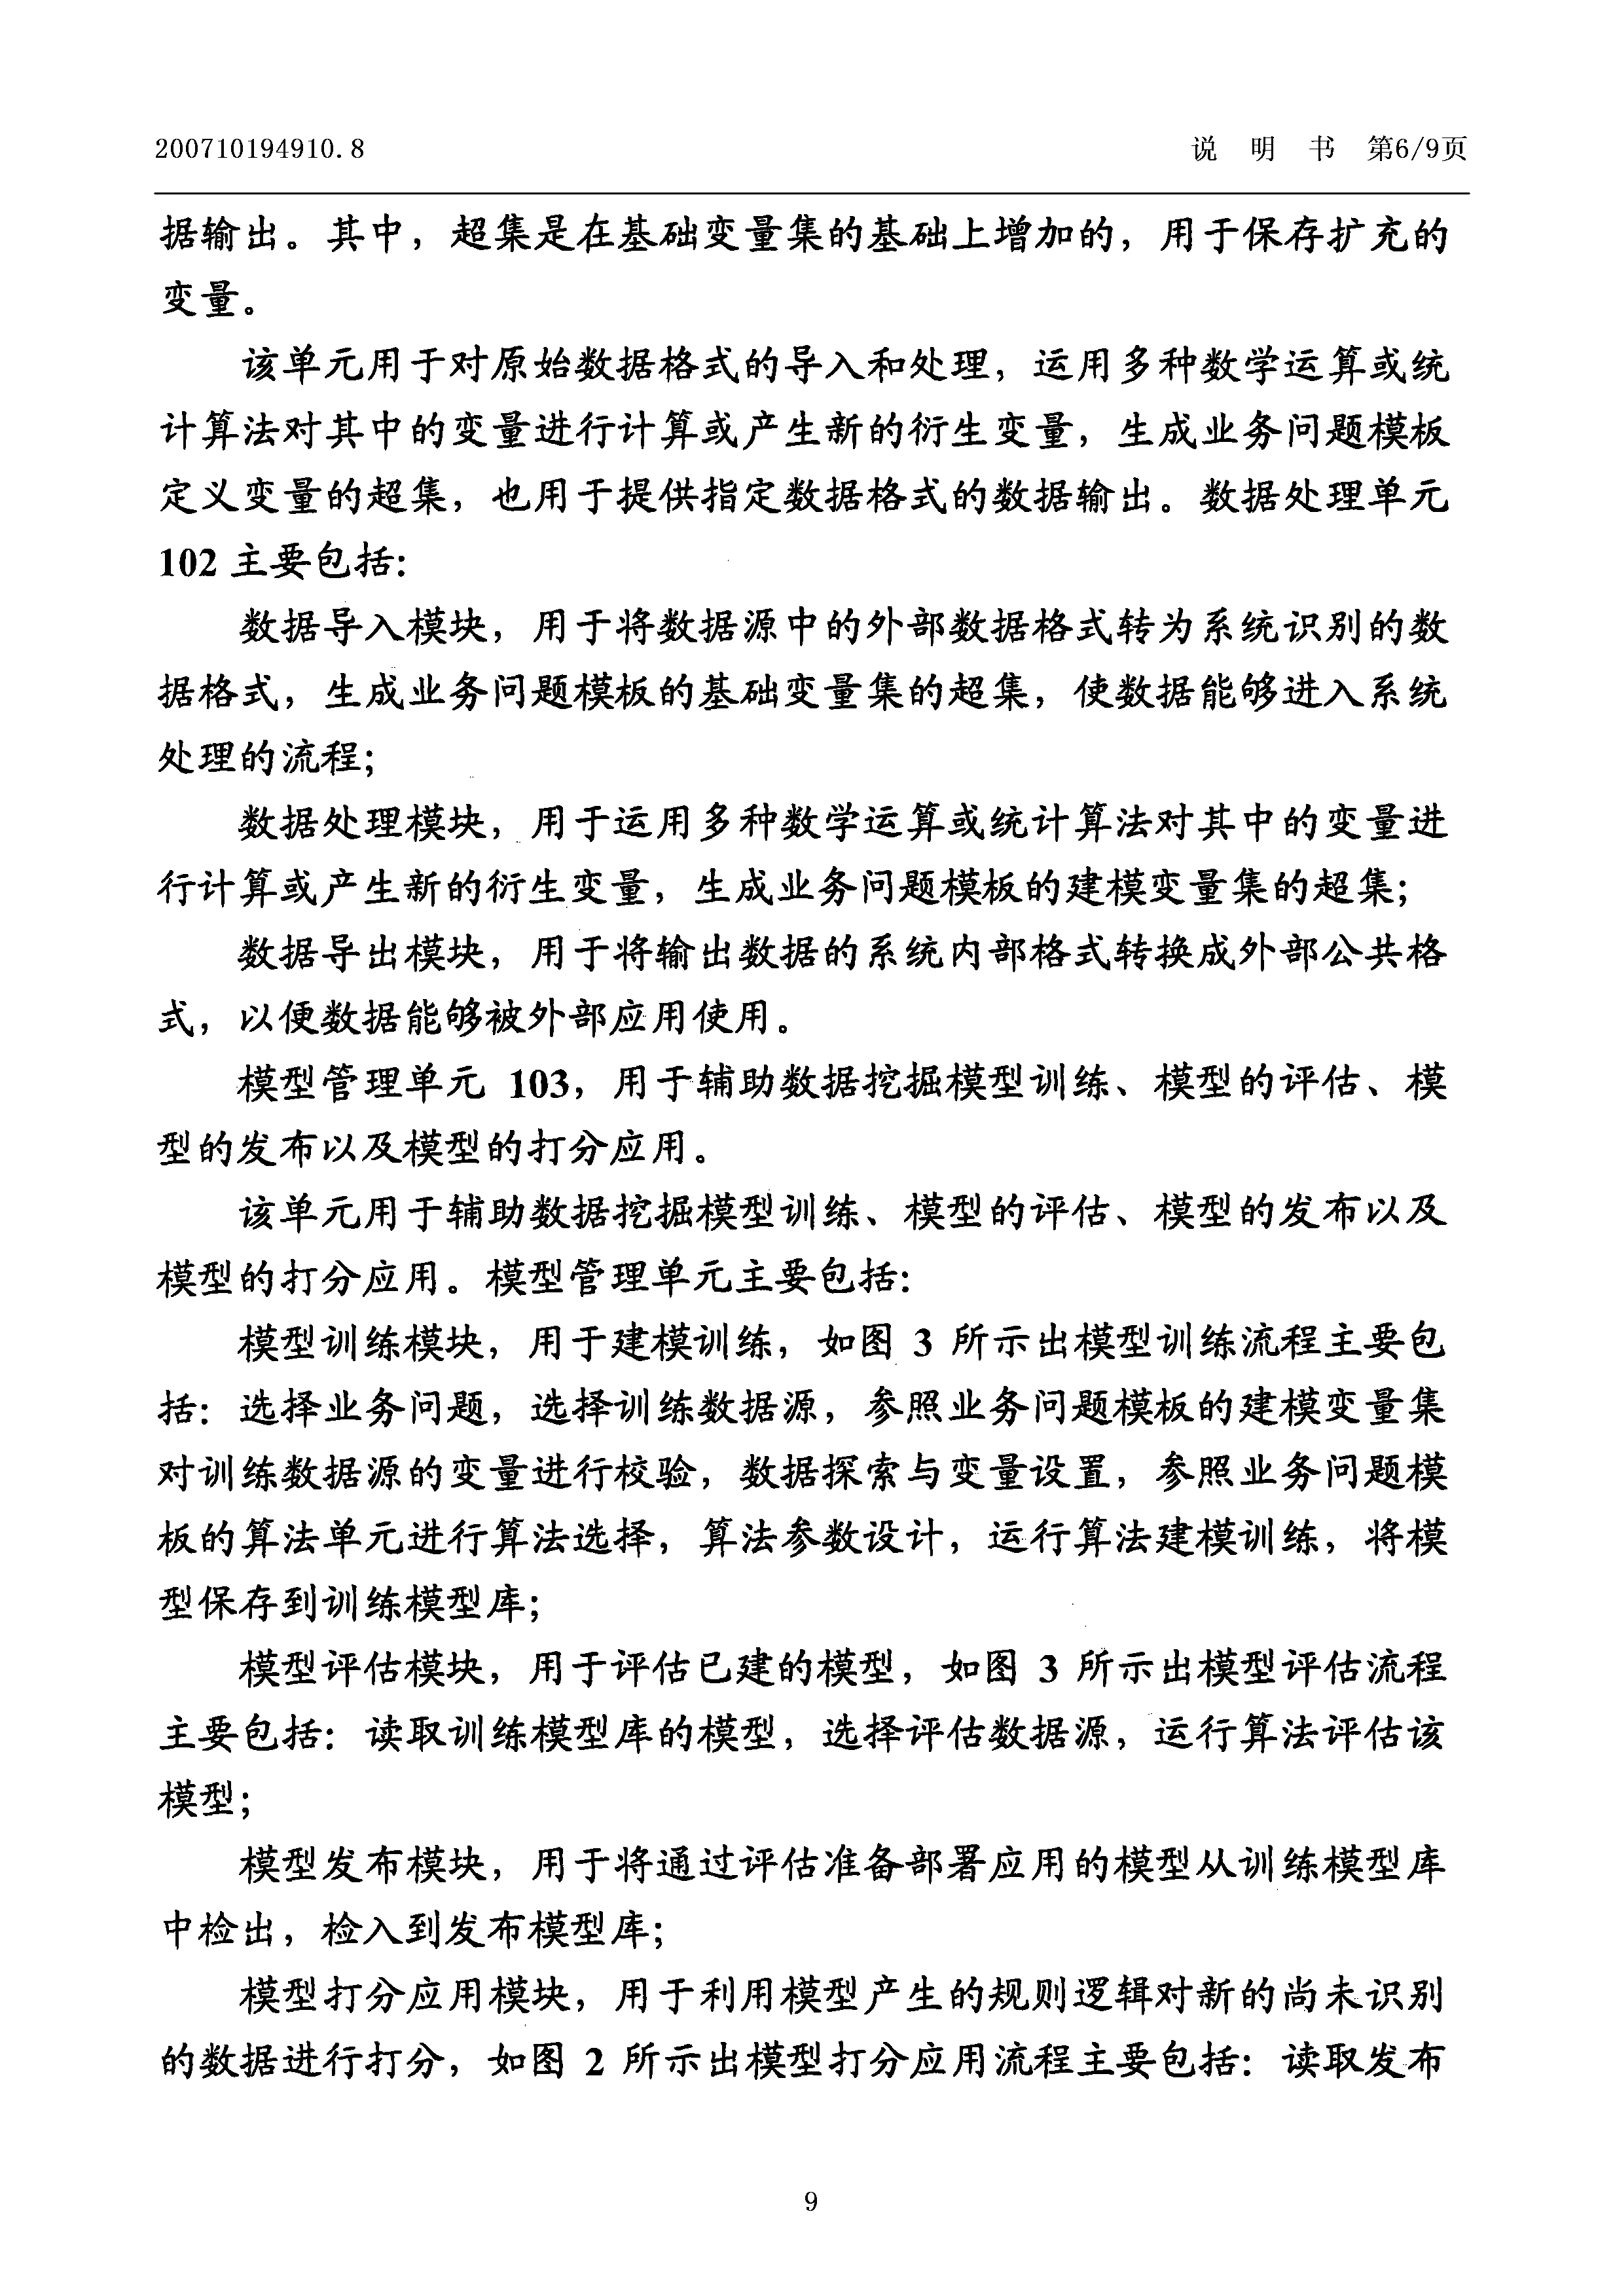 200710194910.8
说 明 书 第6/9页
据输出。其中，超集是在基础变量集的基础上增加的，用于保存扩充的
变量。
该单元用于对原始数据格式的导入和处理，运用多种数学运算或统
计算法对其中的变量进行计算或产生新的衍生变量，生成业务问题模板
定义变量的超集，也用于提供指定数据格式的数据输出。数据处理单元
102 主要包括:
数据导入模块，用于将数据源中的外部数据格式转为系统识别的数
据格式，生成业务问题模板的基础变量集的超集，使数据能够进入系统
处理的流程;
数据处理模块，用于运用多种数学运算或统计算法对其中的变量进
行计算或产生新的衍生变量，生成业务问题模板的建模变量集的超集;
数据导出模块，用于将输出数据的系统内部格式转换成外部公共格
式，以便数据能够被外部应用使用。
模型管理单元 103，用于辅助数据挖掘模型训练、模型的评估、模
型的发布以及模型的打分应用。
该单元用于辅助数据挖掘模型训练、模型的评估、模型的发布以及
模型的打分应用。模型管理单元主要包括:
模型训练模块，用于建模训练，如图 3 所示出模型训练流程主要包
括：选择业务问题，选择训练数据源，参照业务问题模板的建模变量集
对训练数据源的变量进行校验，数据探索与变量设置，参照业务问题模
板的算法单元进行算法选择，算法参数设计，运行算法建模训练，将模
型保存到训练模型库;
模型评估模块，用于评估已建的模型，如图 3 所示出模型评估流程
主要包括：读取训练模型库的模型，选择评估数据源，运行算法评估该
模型;
模型发布模块，用于将通过评估准备部署应用的模型从训练模型库
中检出，检入到发布模型库;
模型打分应用模块，用于利用模型产生的规则逻辑对新的尚未识别
的数据进行打分，如图 2 所示出模型打分应用流程主要包括：读取发布
9